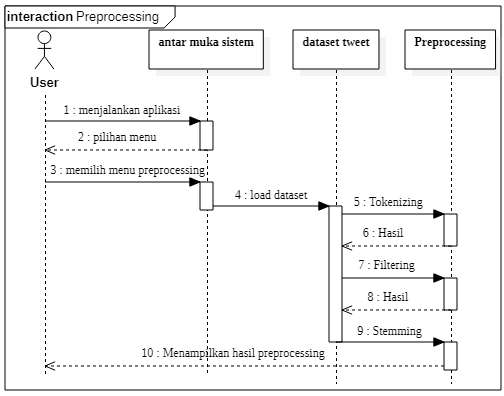 interaction Preprocessing
antar muka sistem
dataset tweet
Preprocessing
User
1 : menjalankan aplikasi
2 : pilihan menu
3 : memilih menu preprocessing
4 : load dataset
5 : Tokenizing
6 : Hasil
7 : Filtering
8 : Hasil
9 : Stemming
10 : Menampilkan hasil preprocessing